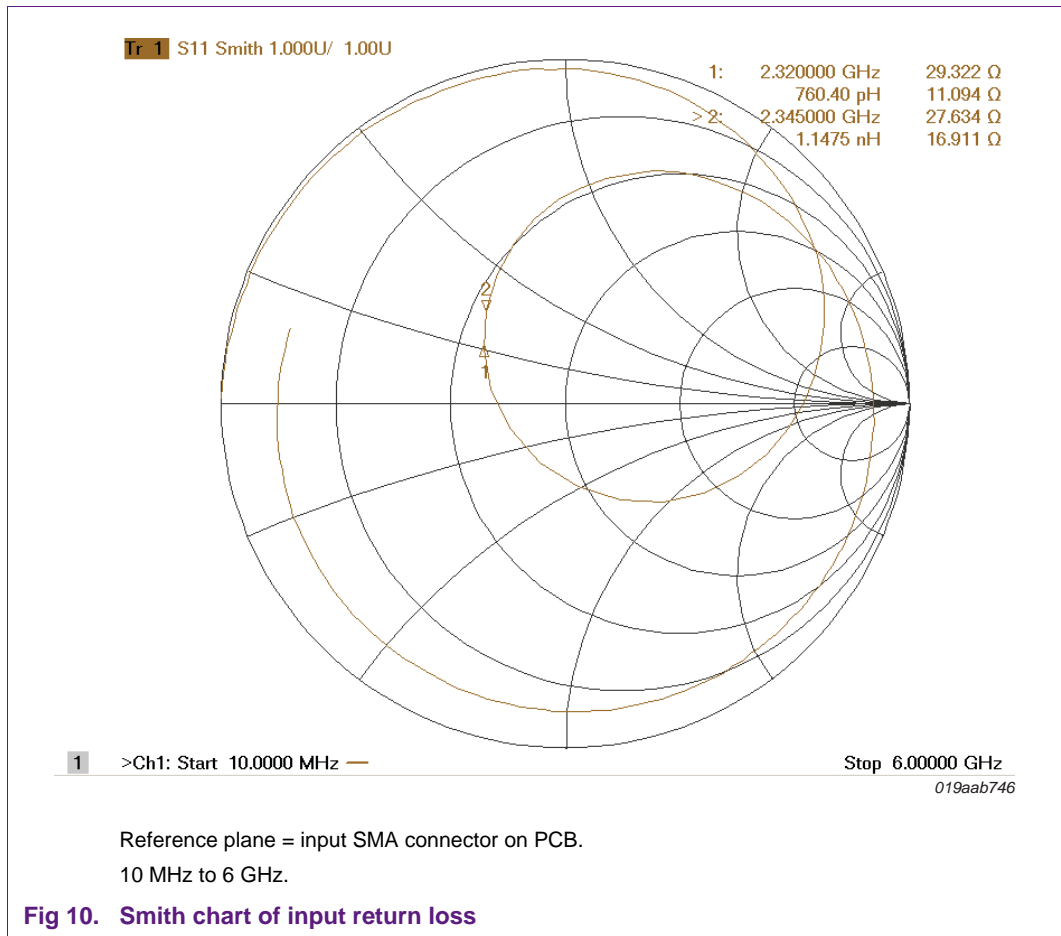 Tr 1 S11 Smith 1.000U/ 1.00U
1: 2.320000 GHz 29.322 Ω
760.40 pH 11.094 Ω
> 2: 2.345000 GHz 27.634 Ω
1.1475 nH 16.911 Ω
2
1
1 >Ch1: Start 10.0000 MHz — Stop 6.00000 GHz
019aab746
Reference plane = input SMA connector on PCB.
10 MHz to 6 GHz.
Fig 10. Smith chart of input return loss